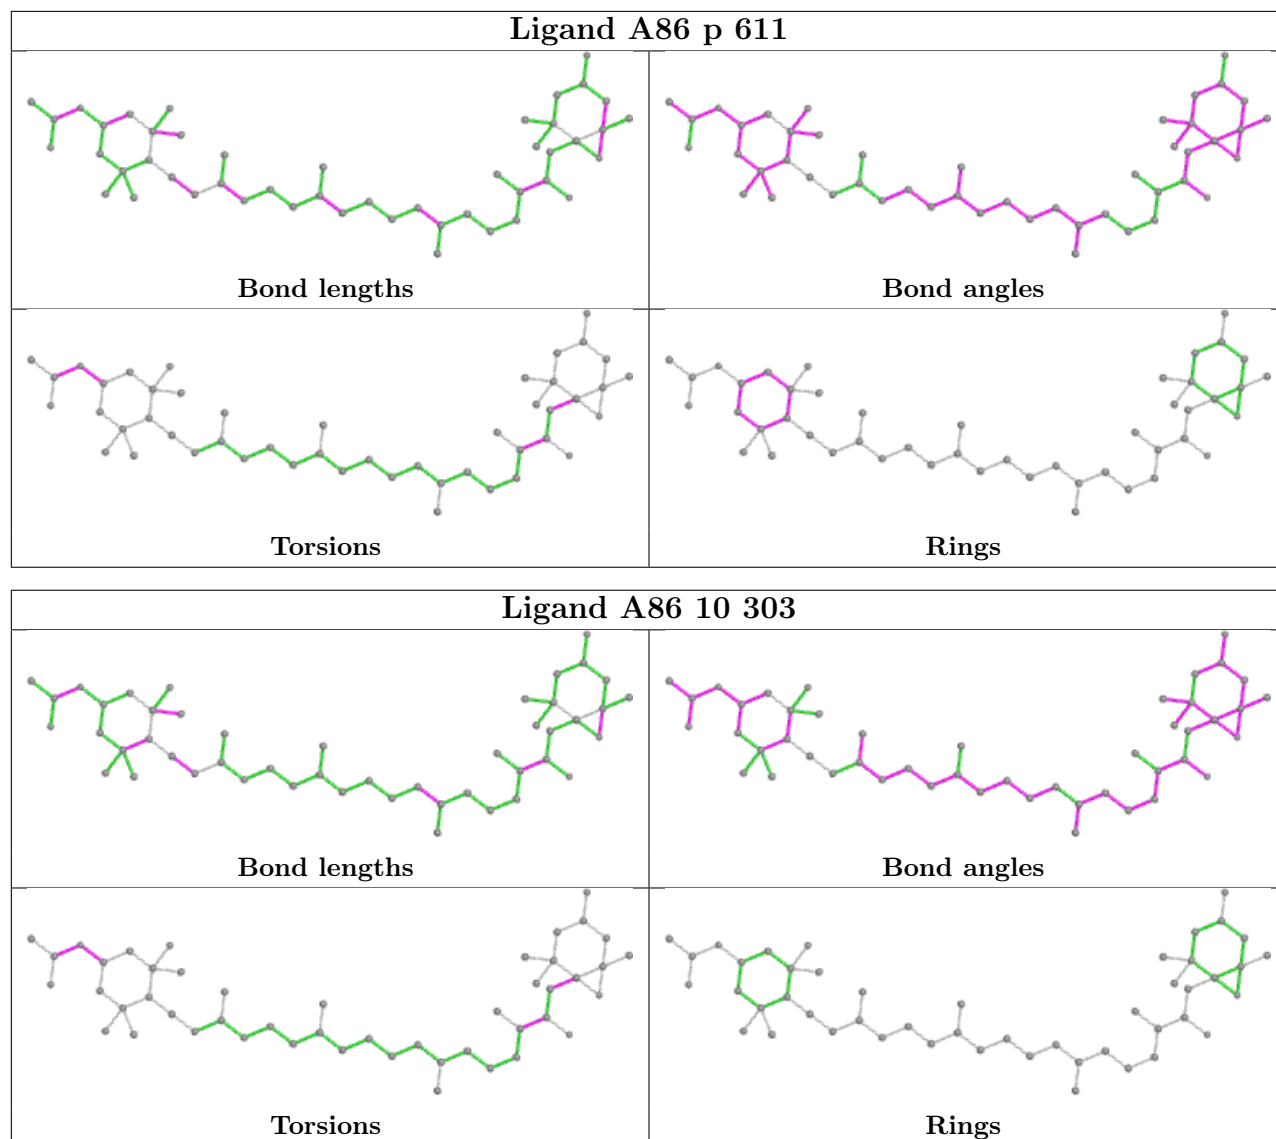 Ligand A86 p 611
Bond lengths
Bond angles
Torsions
Rings
Ligand A86 10 303
Bond lengths
Bond angles
Torsions
Rings